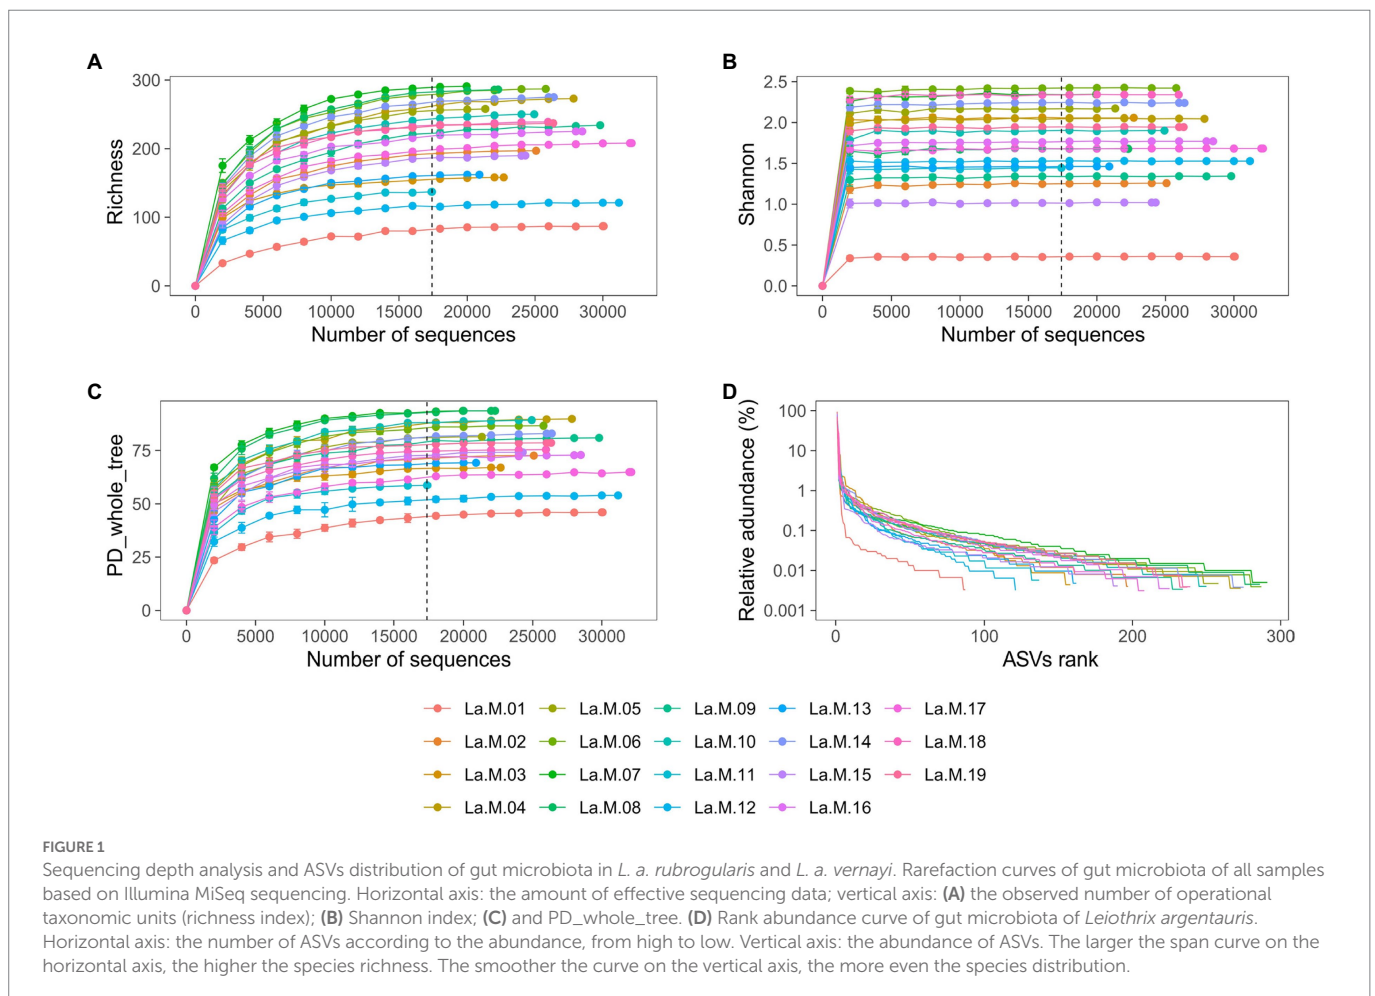 A
300
200
100
0
Richness
0 5000 10000 15000 20000 25000 30000
Number of sequences
B
2.5
2.0
1.5
1.0
0.5
0.0
Shannon
0 5000 10000 15000 20000 25000 30000
Number of sequences
C
75
50
25
0
PD_whole_tree
0 5000 10000 15000 20000 25000 30000
Number of sequences
D
100
10
1
0.1
0.01
0.001
Relative adundance (%)
0 100 200 300
ASVs rank
La.M.01 La.M.05 La.M.09 La.M.13 La.M.17
La.M.02 La.M.06 La.M.10 La.M.14 La.M.18
La.M.03 La.M.07 La.M.11 La.M.15 La.M.19
La.M.04 La.M.08 La.M.12 La.M.16
FIGURE 1
Sequencing depth analysis and ASVs distribution of gut microbiota in L. a. rubrogularis and L. a. vernayi. Rarefaction curves of gut microbiota of all samples
based on Illumina MiSeq sequencing. Horizontal axis: the amount of effective sequencing data; vertical axis: (A) the observed number of operational
taxonomic units (richness index); (B) Shannon index; (C) and PD_whole_tree. (D) Rank abundance curve of gut microbiota of Leiothrix argentauris.
Horizontal axis: the number of ASVs according to the abundance, from high to low. Vertical axis: the abundance of ASVs. The larger the span curve on the
horizontal axis, the higher the species richness. The smoother the curve on the vertical axis, the more even the species distribution.